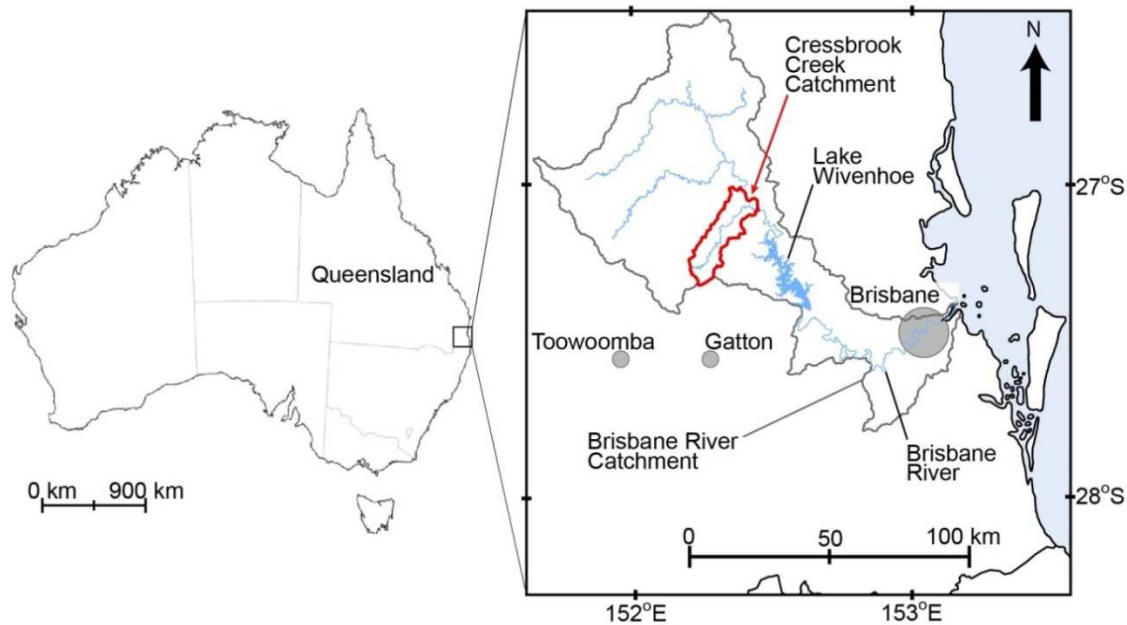 Queensland
0 km 900 km
N
Cressbrook
Creek
Catchment
Lake
Wivenhoe
27°S
Brisbane
Toowoomba
Gatton
Brisbane River
Catchment
Brisbane
River
28°S
0 50 100 km
152°E 153°E